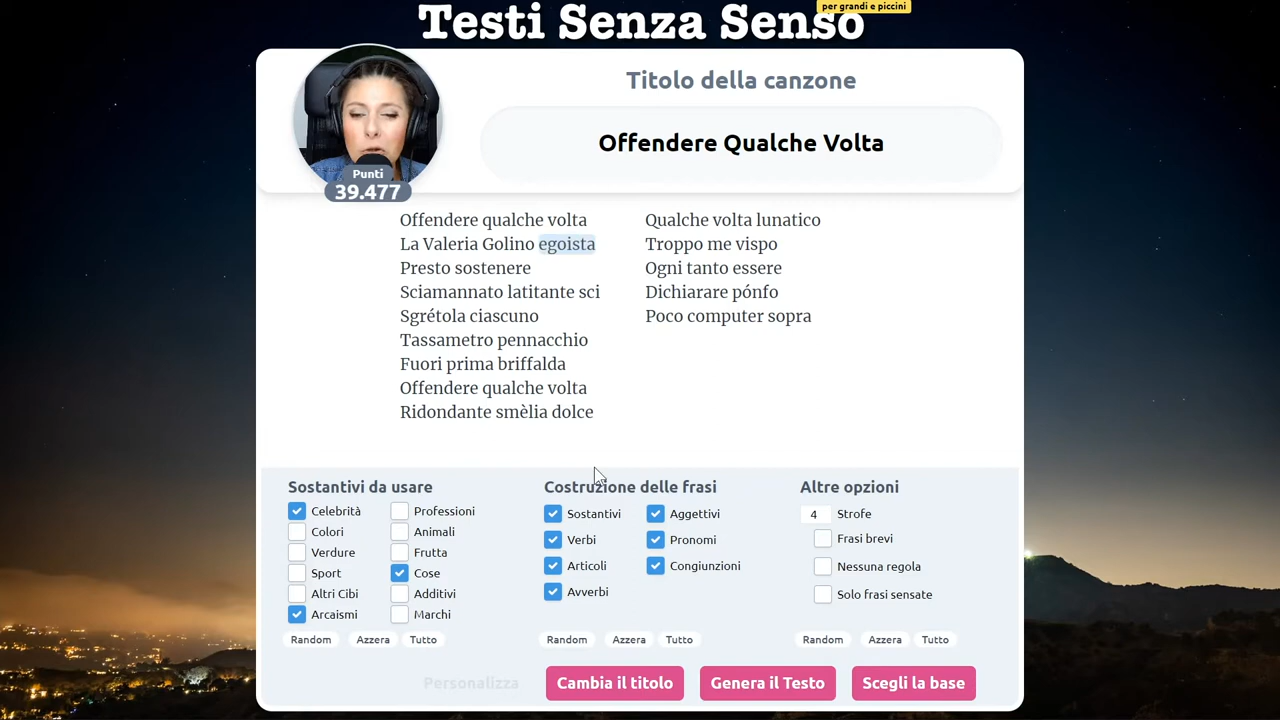 per grandi e piccini
Testi Senza Senso
Titolo della canzone
Offendere Qualche Volta
Punti
39.477
Offendere qualche volta
La Valeria Golino egoista
Presto sostenere
Sciamannato latitante sci
Sgrétola ciascuno
Tassametro pennacchio
Fuori prima briffalda
Offendere qualche volta
Ridondante smèlia dolce
Qualche volta lunatico
Troppo me vispo
Ogni tanto essere
Dichiarare pónfo
Poco computer sopra
Sostantivi da usare
Celebrità
Professioni
Colori
Animali
Verdure
Frutta
Sport
Cose
Altri Cibi
Additivi
Arcaismi
Marchi
Random
Azzera
Tutto
Costruzione delle frasi
Sostantivi
Aggettivi
Verbi
Pronomi
Articoli
Congiunzioni
Avverbi
Random
Azzera
Tutto
Altre opzioni
4 Strofe
Frasi brevi
Nessuna regola
Solo frasi sensate
Random
Azzera
Tutto
Personalizza
Cambia il titolo
Genera il Testo
Scegli la base